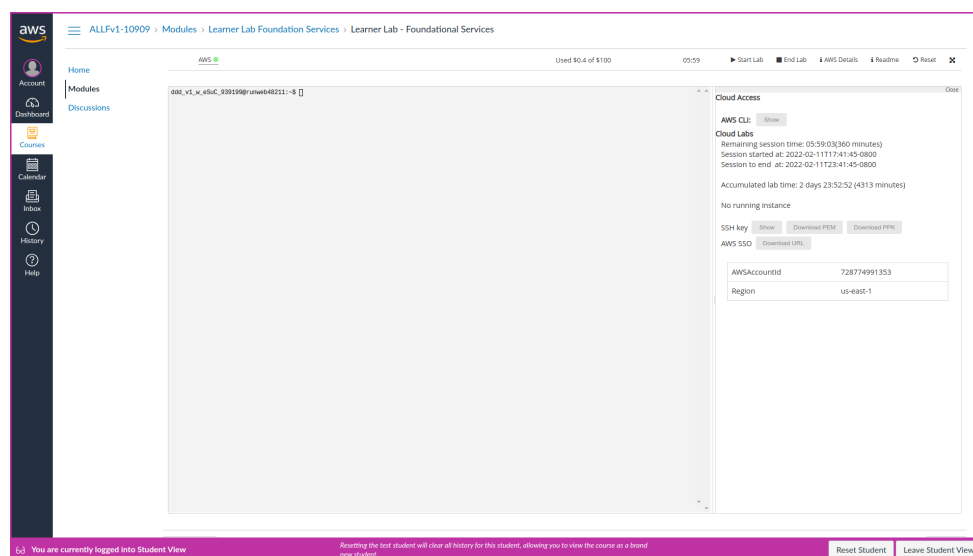 aws
ALLFv1-10909 › Modules › Learner Lab Foundation Services › Learner Lab - Foundational Services
Account
Dashboard
Courses
Calendar
Inbox
History
Help
Home
Modules
Discussions
AWS
Used $0.4 of $100
05:59
Start Lab
End Lab
AWS Details
Readme
Reset
ddd_v1_w_eSuC_939199@runweb48211:~$
Close
Cloud Access
AWS CLI: Show
Cloud Labs
Remaining session time: 05:59:03(360 minutes)
Session started at: 2022-02-11T17:41:45-0800
Session to end at: 2022-02-11T23:41:45-0800
Accumulated lab time: 2 days 23:52:52 (4313 minutes)
No running instance
SSH key Show Download PEM Download PPK
AWS SSO Download URL
AWSAccountId 728774991353
Region us-east-1
You are currently logged into Student View
Resetting the test student will clear all history for this student, allowing you to view the course as a brand
new student.
Reset Student
Leave Student View